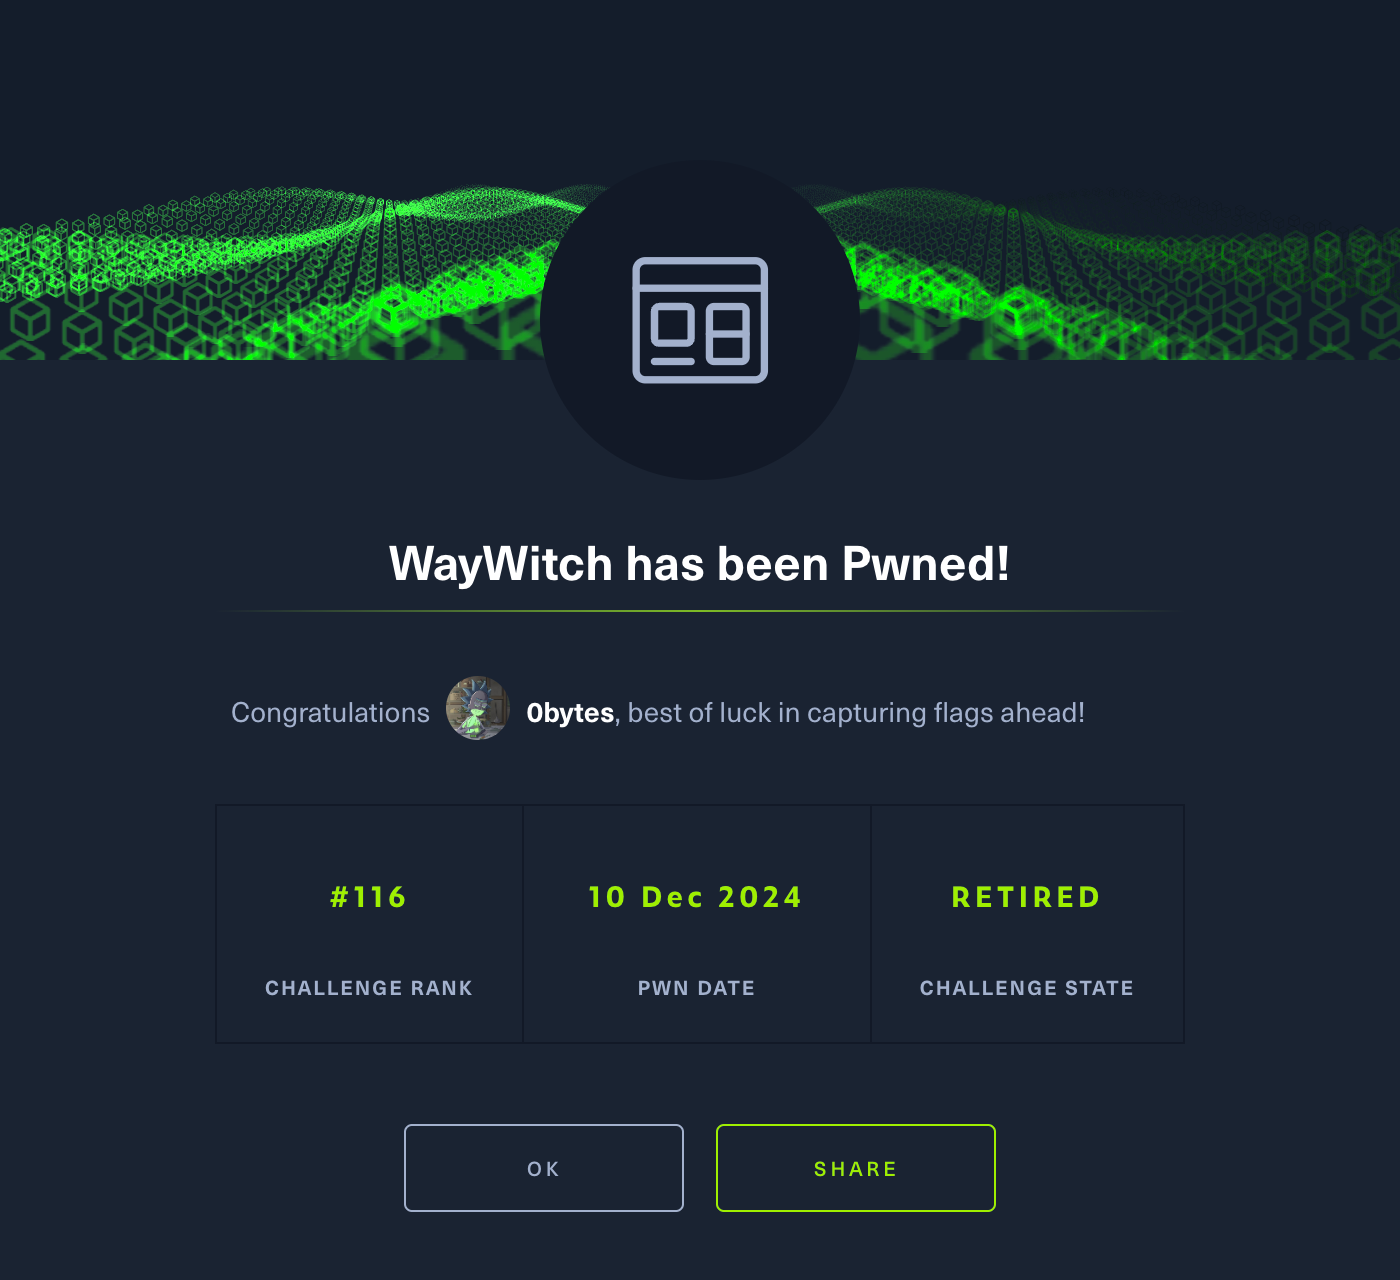 WayWitch has been Pwned!
Congratulations 0bytes, best of luck in capturing flags ahead!
#116 10 Dec 2024 RETIRED
CHALLENGE RANK PWN DATE CHALLENGE STATE
OK SHARE